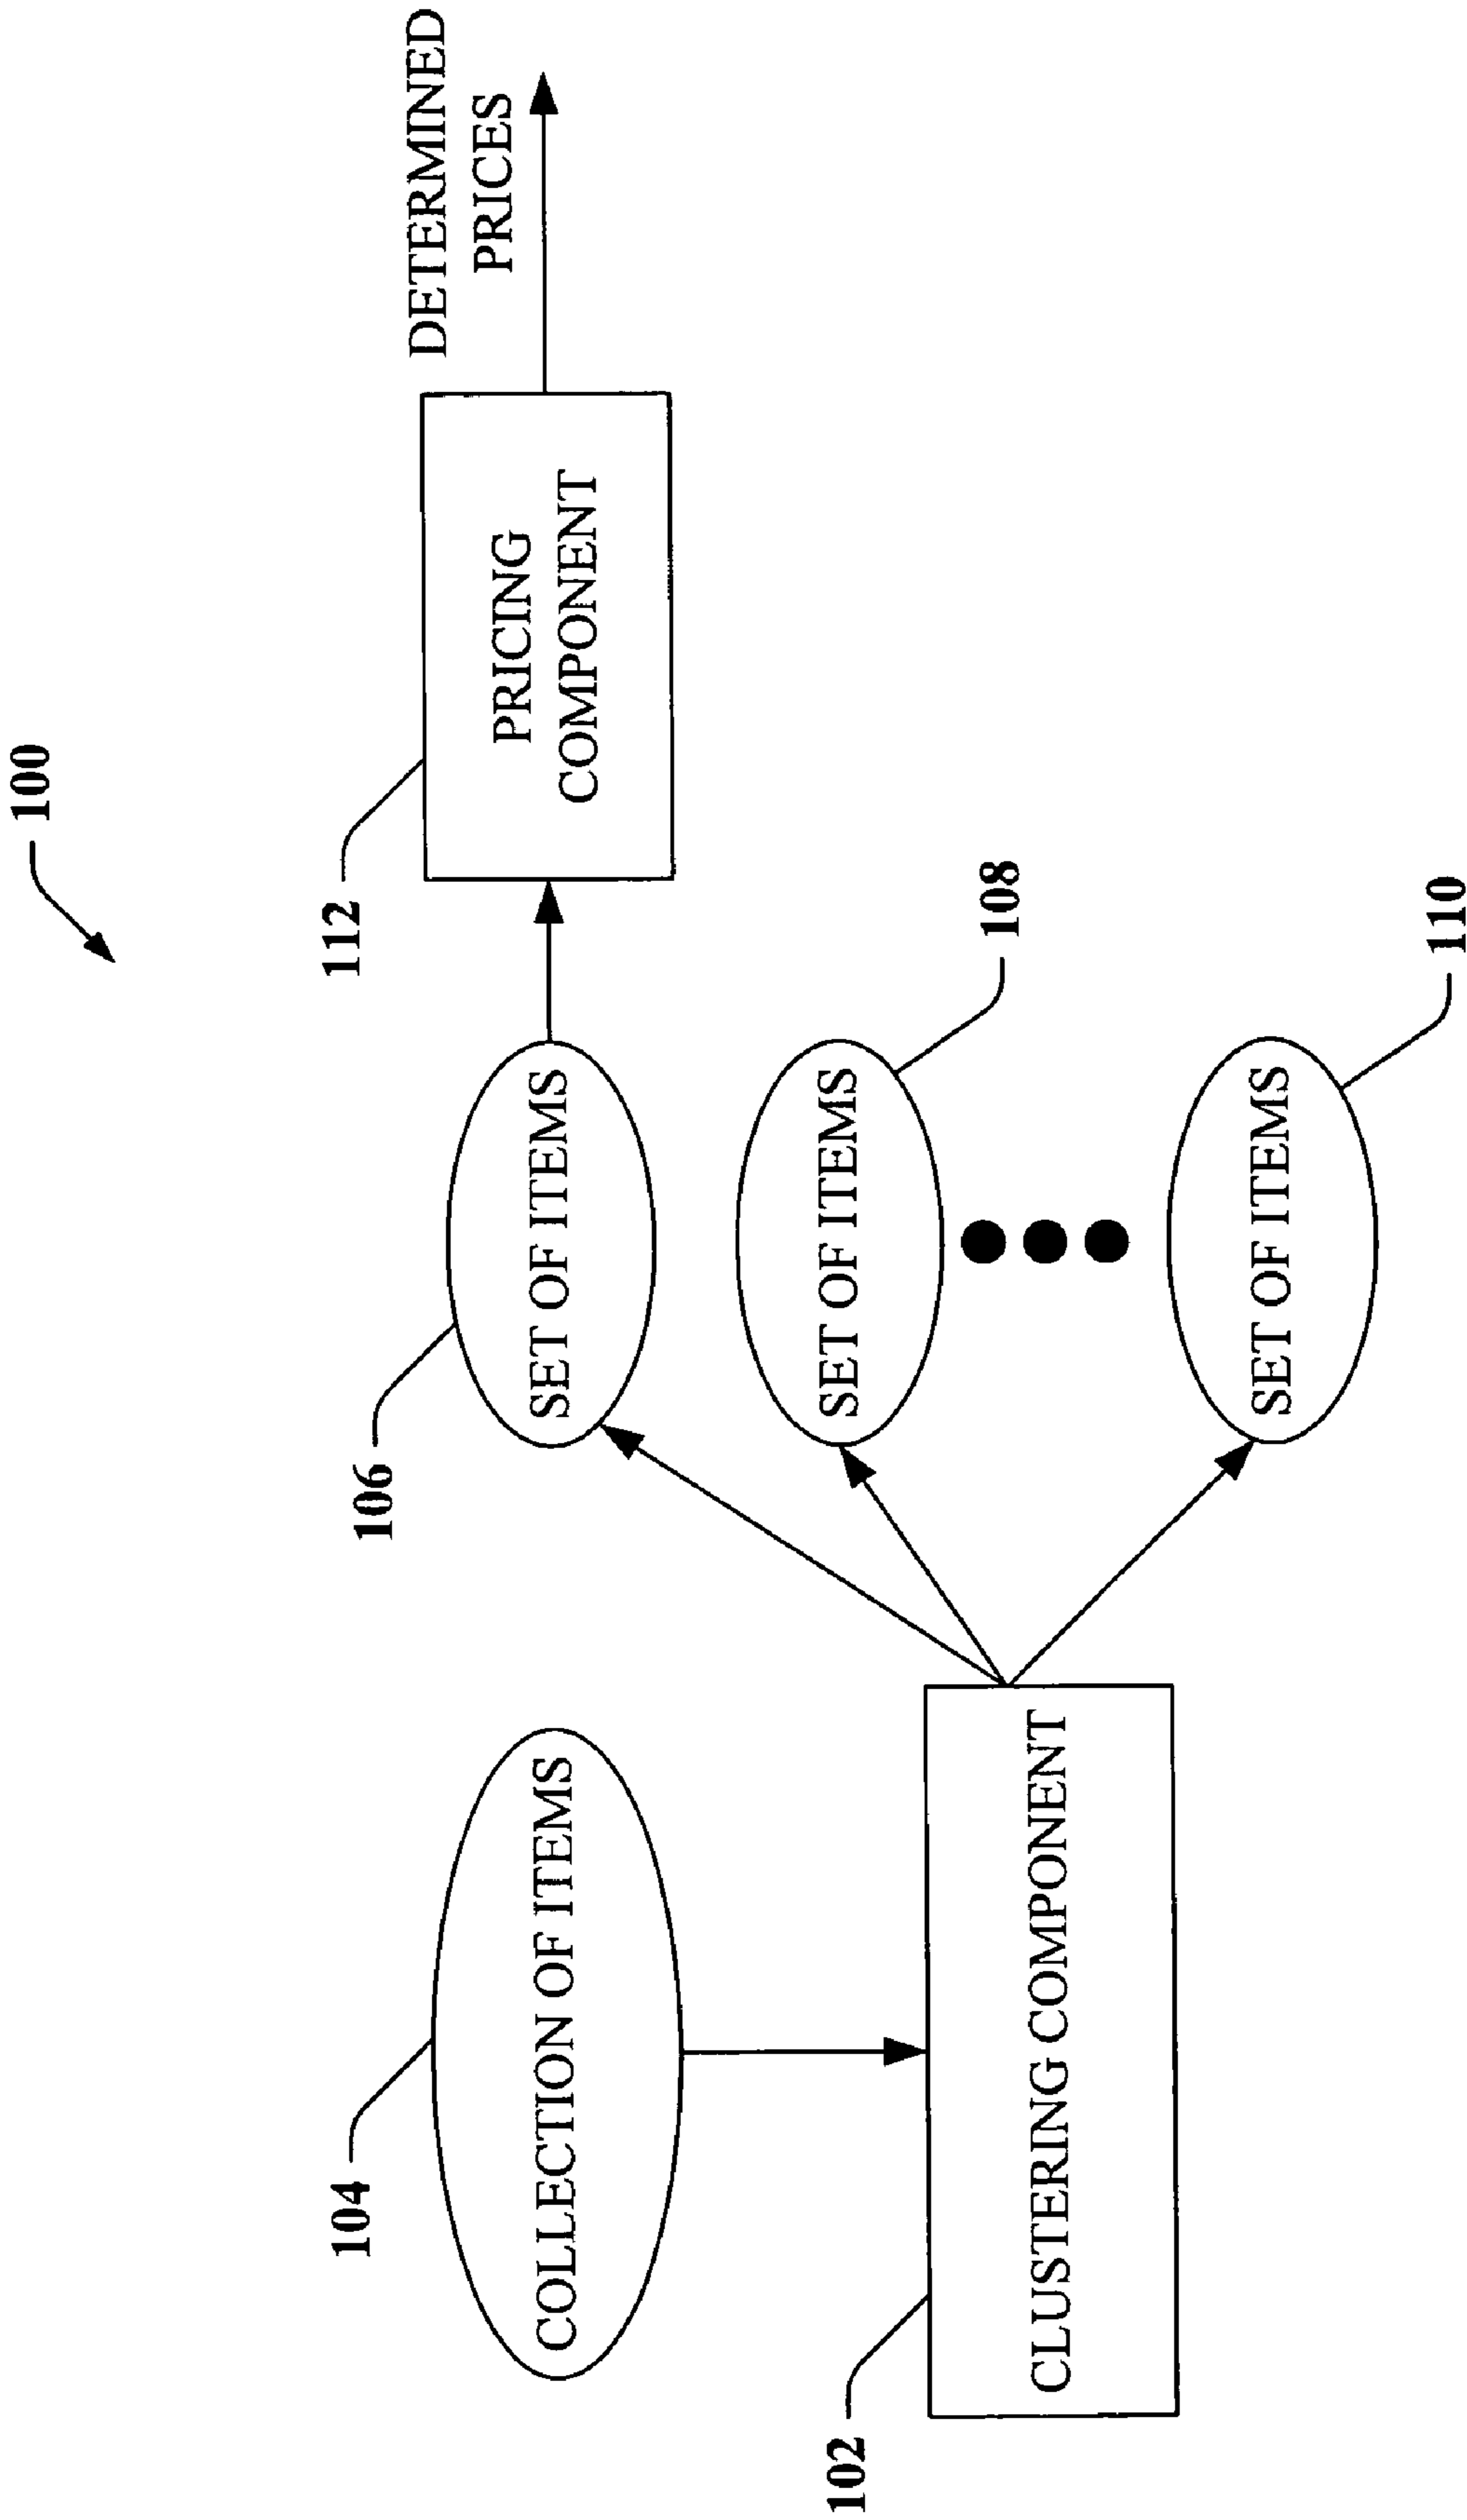 100
DETERMINED
PRICES
112
PRICING
COMPONENT
106
SET OF ITEMS
108
SET OF ITEMS
110
SET OF ITEMS
104
COLLECTION OF ITEMS
102
CLUSTERING COMPONENT